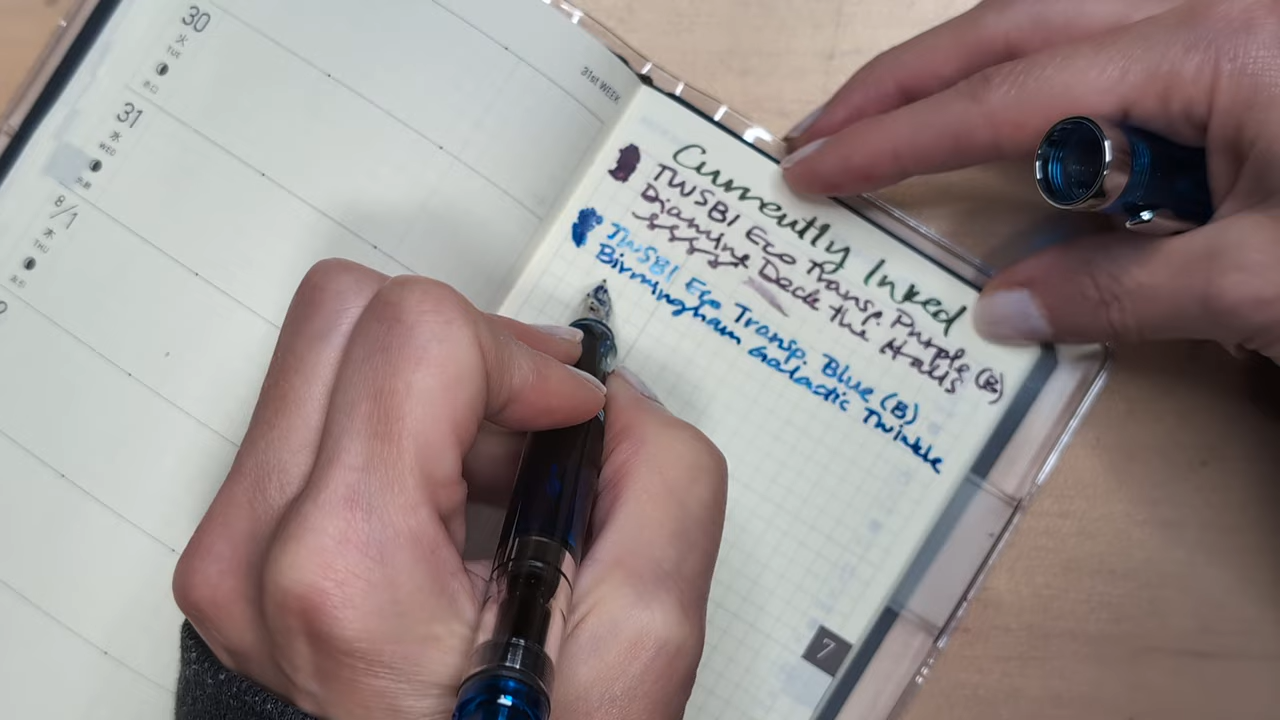 30
火
TUE
31
水
WED
8/1
木
THU
31st WEEK
Currently Inked
TWSBI Eco Transp. Purple (B)
Diamine Deck the Halls
TWSBI Eco Transp. Blue (B)
Birmingham Galactic Twinkle
7